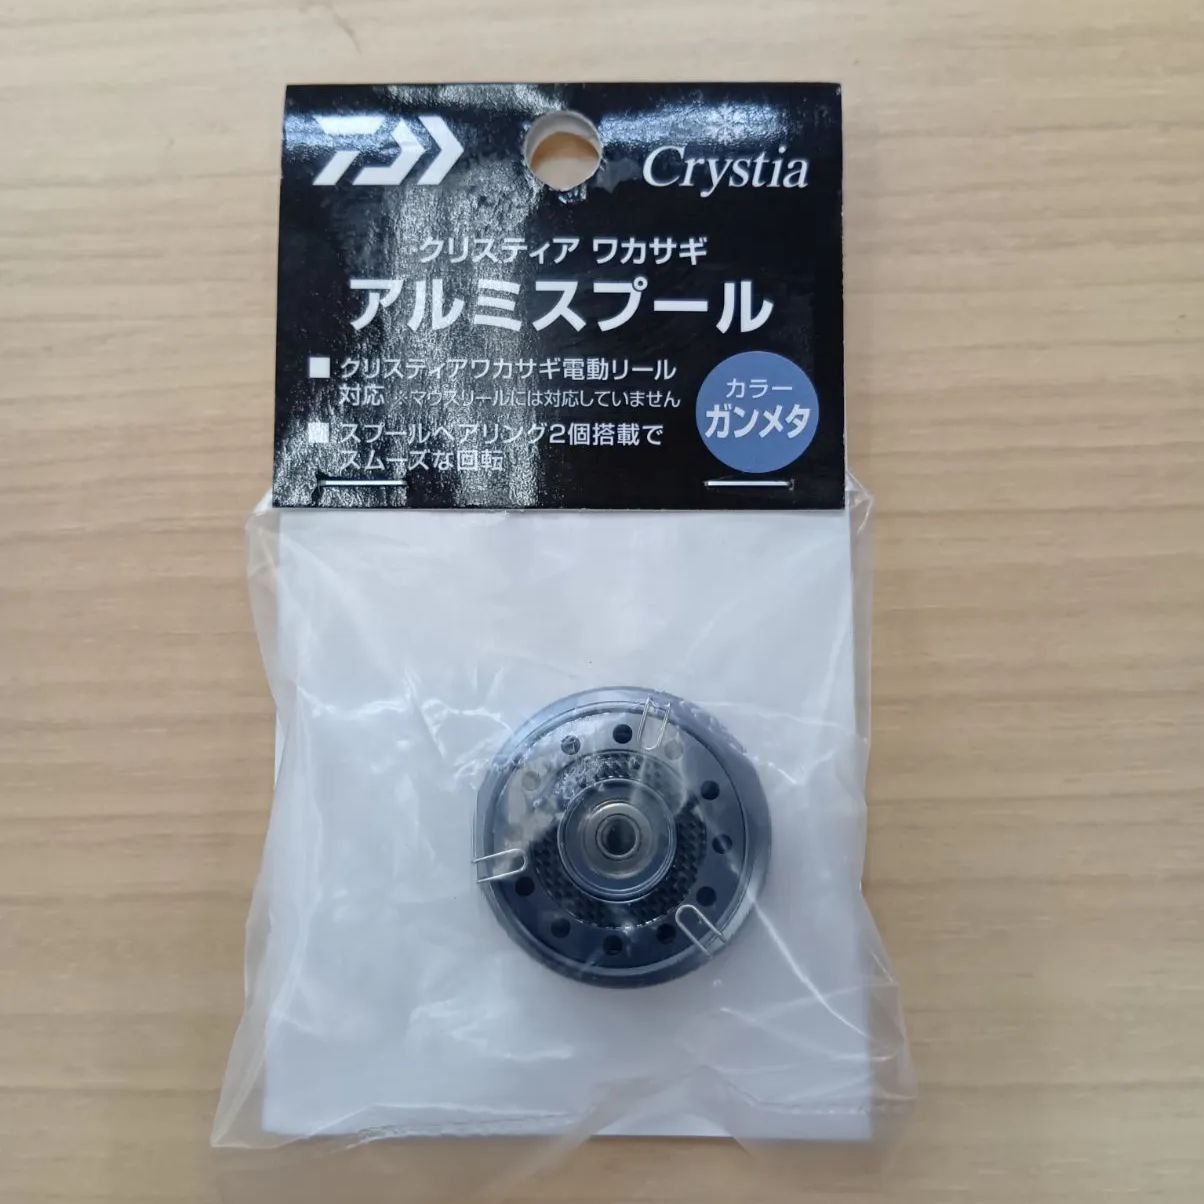 Crystia
クリスティア ワカサギ
アルミスプール
■ クリスティアワカサギ電動リール
対応 ※マウスリールには対応していません
■ スプールベアリング2個搭載で
スムーズな回転
カラー
ガンメタ